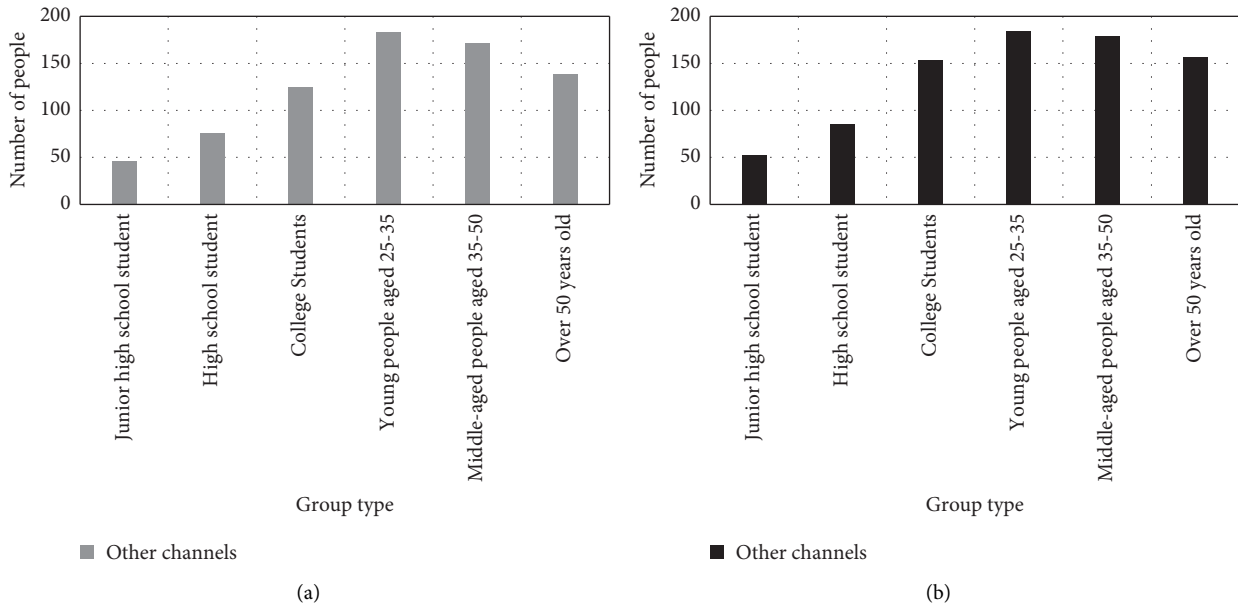 Number of people
200
150
100
50
0
Junior high school student
High school student
College Students
Young people aged 25-35
Middle-aged people aged 35-50
Over 50 years old
Group type
Other channels
(a)
Number of people
200
150
100
50
0
Junior high school student
High school student
College Students
Young people aged 25-35
Middle-aged people aged 35-50
Over 50 years old
Group type
Other channels
(b)